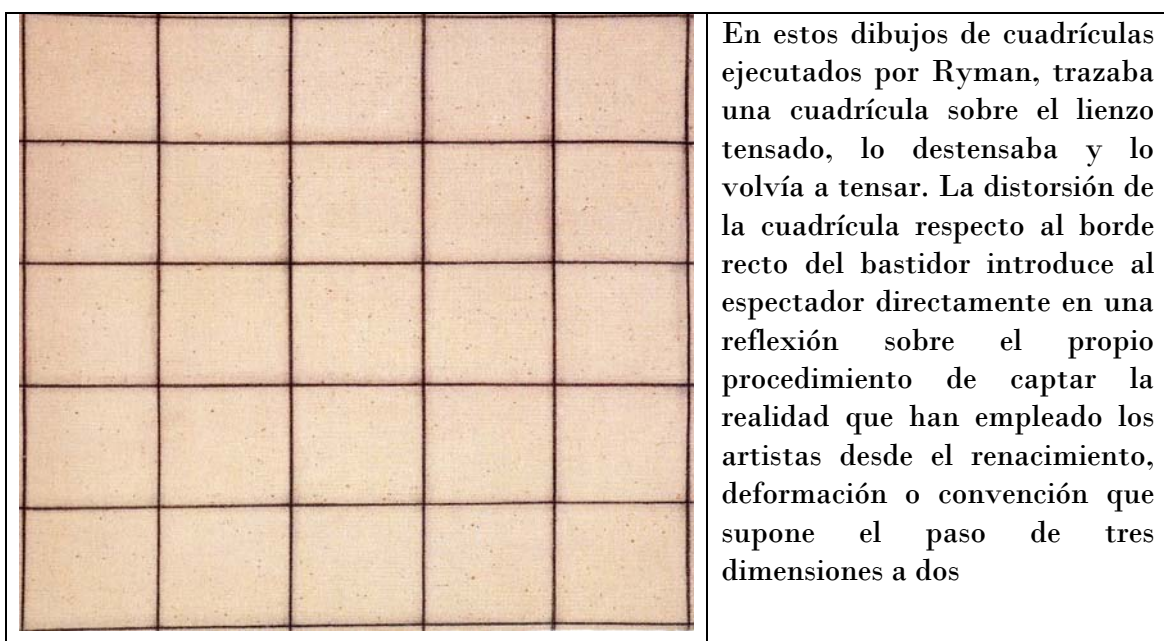 En estos dibujos de cuadrículas
ejecutados por Ryman, trazaba
una cuadrícula sobre el lienzo
tensado, lo destensaba y lo
volvía a tensar. La distorsión de
la cuadrícula respecto al borde
recto del bastidor introduce al
espectador directamente en una
reflexión sobre el propio
procedimiento de captar la
realidad que han empleado los
artistas desde el renacimiento,
deformación o convención que
supone el paso de tres
dimensiones a dos